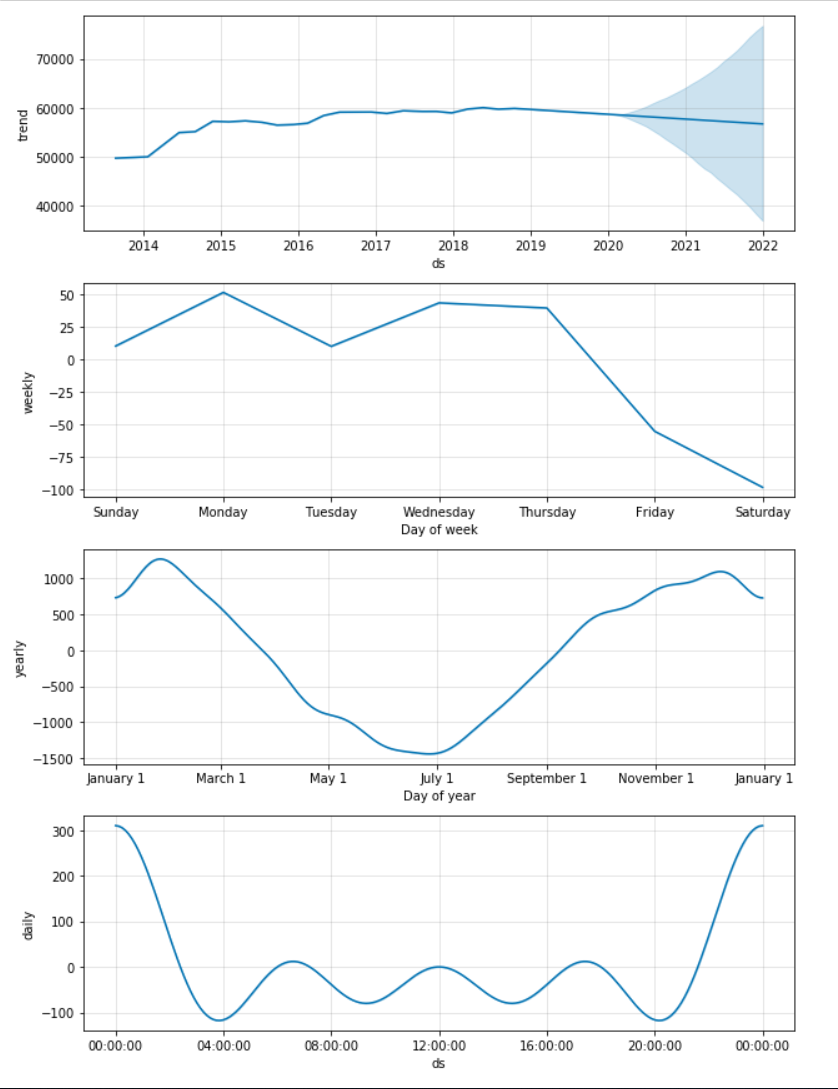 70000
60000
50000
40000
trend
2014 2015 2016 2017 2018 2019 2020 2021 2022
ds
50
25
0
−25
−50
−75
−100
weekly
Sunday Monday Tuesday Wednesday Thursday Friday Saturday
Day of week
1000
500
0
−500
−1000
−1500
yearly
January 1 March 1 May 1 July 1 September 1 November 1 January 1
Day of year
300
200
100
0
−100
daily
00:00:00 04:00:00 08:00:00 12:00:00 16:00:00 20:00:00 00:00:00
ds